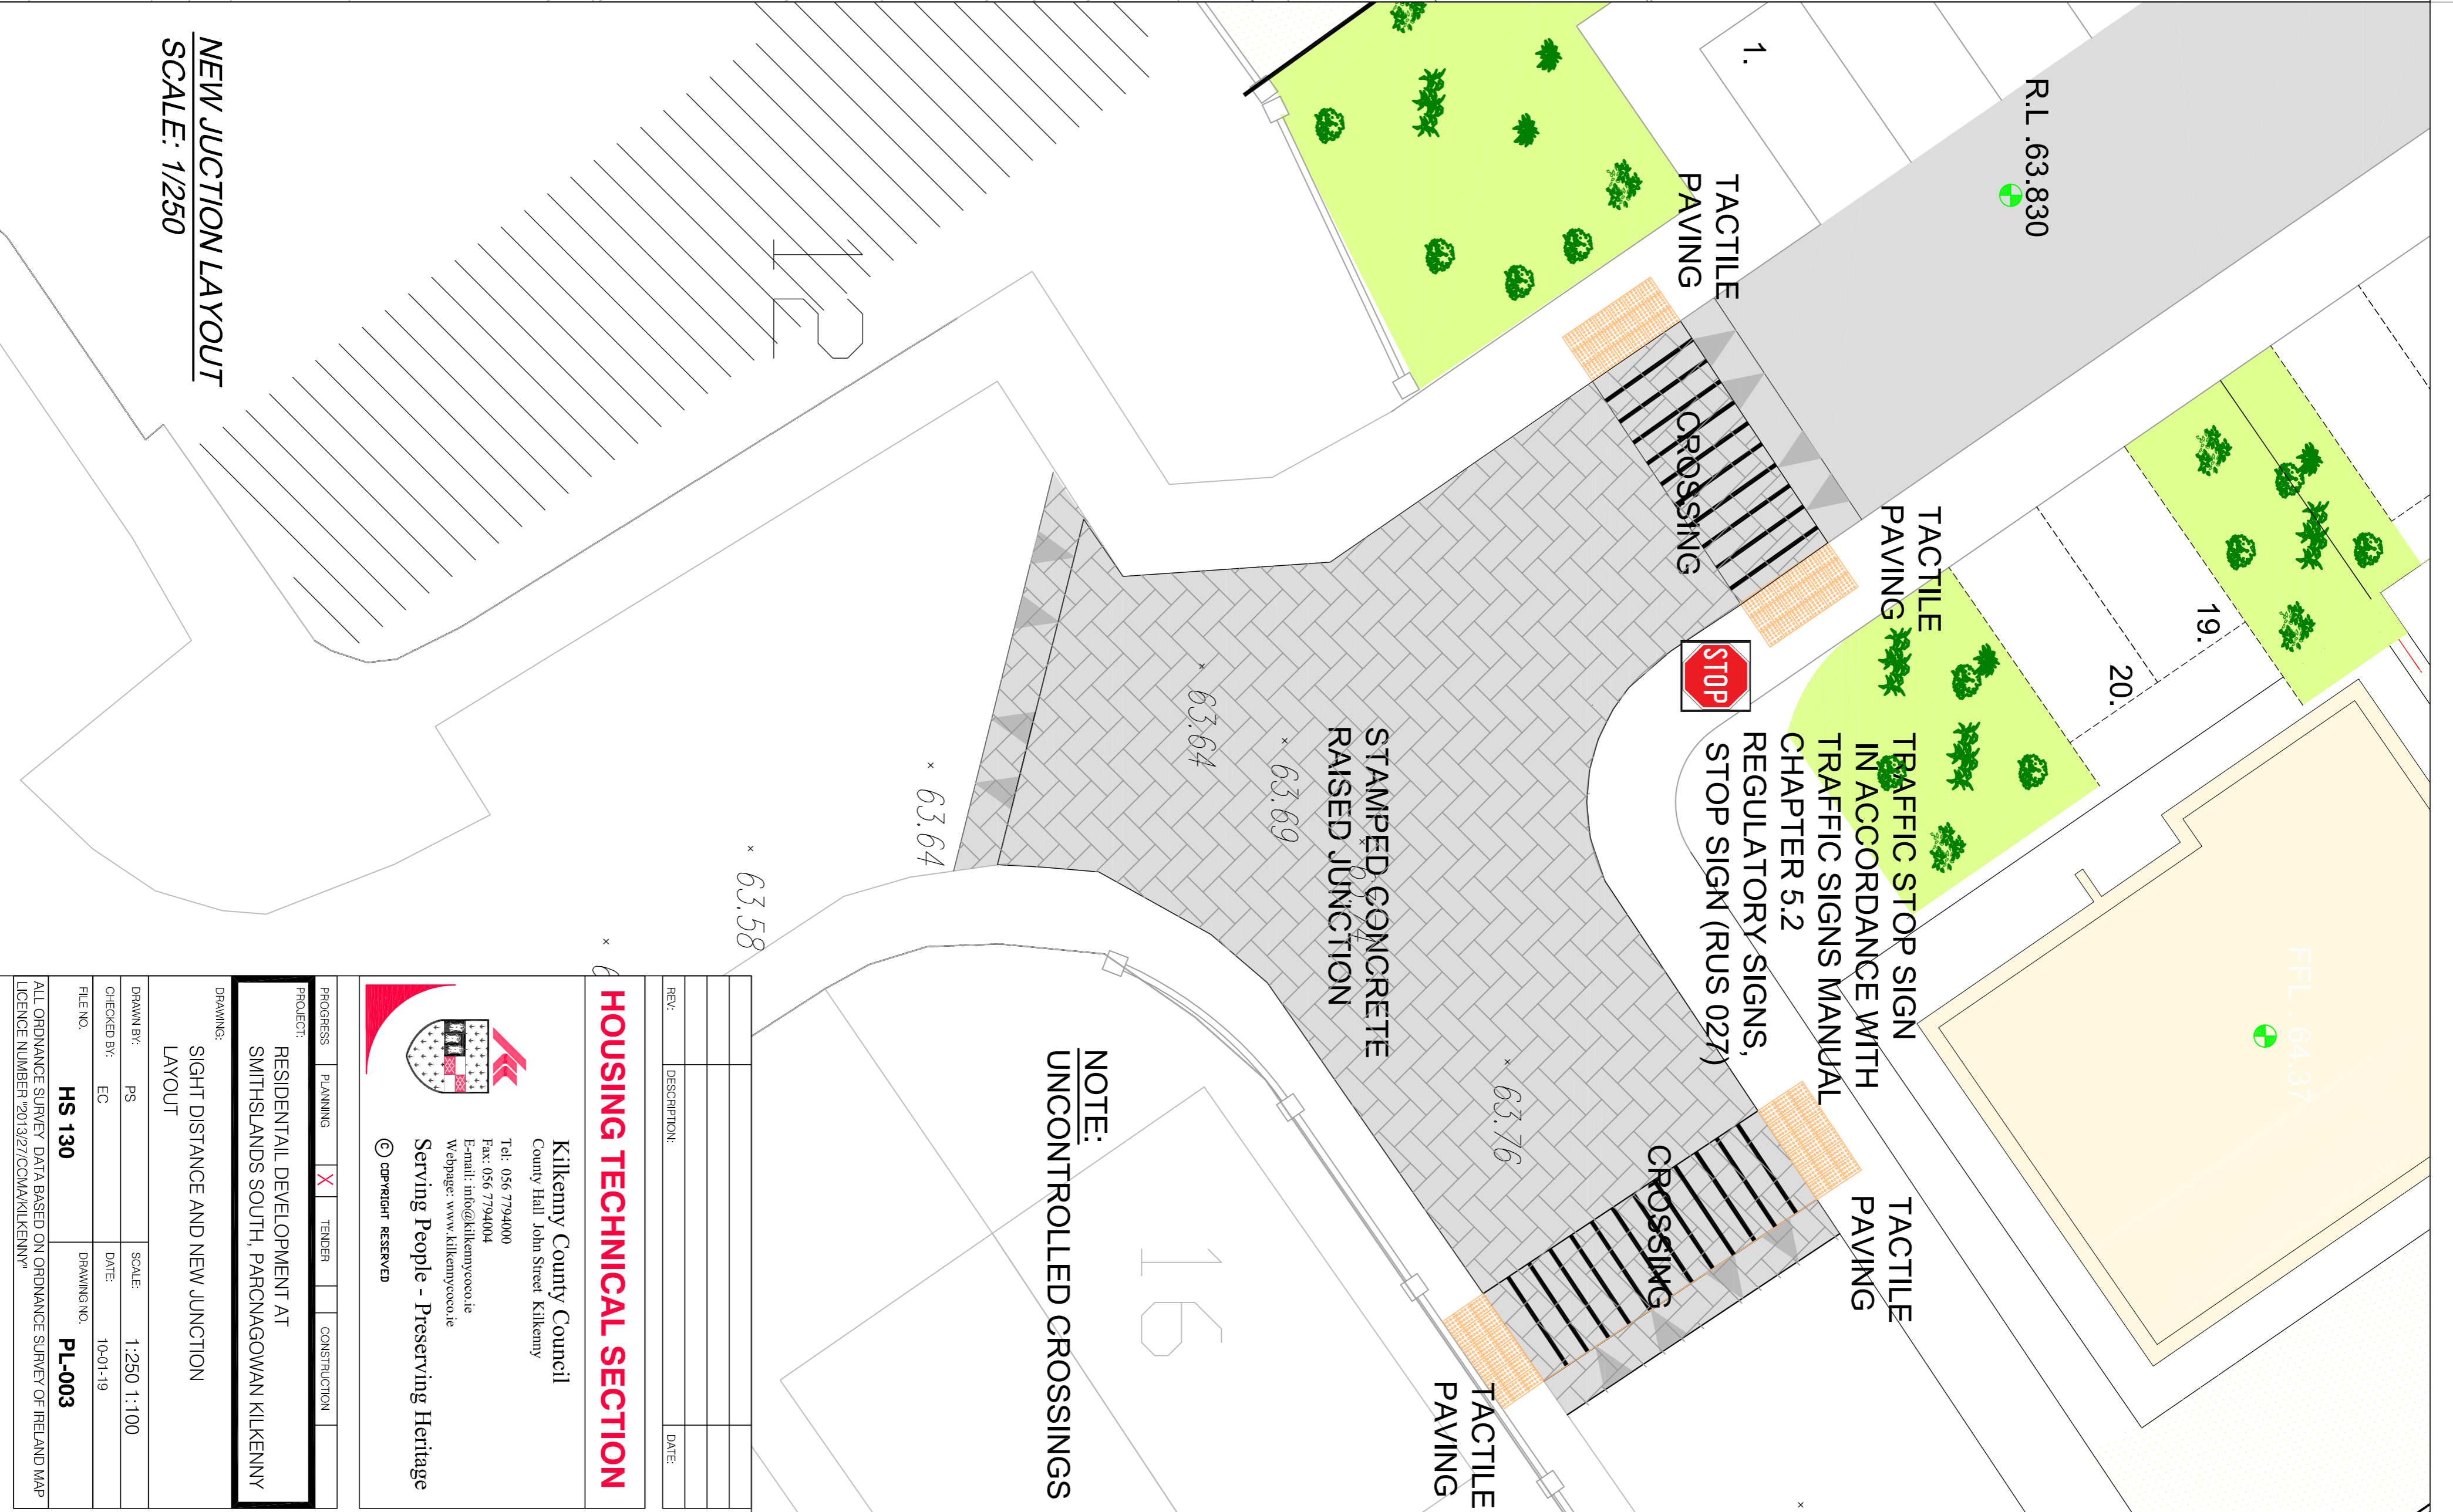 R.L .63.830
1.
19.
20.
FFL 64.37
TACTILE
PAVING
TACTILE
PAVING
CROSSING
STOP
TRAFFIC STOP SIGN
IN ACCORDANCE WITH
TRAFFIC SIGNS MANUAL
CHAPTER 5.2
REGULATORY SIGNS,
STOP SIGN (RUS 027)
TACTILE
PAVING
CROSSING
TACTILE
PAVING
STAMPED CONCRETE
RAISED JUNCTION
63.76
63.69
63.64
63.64
63.58
NOTE:
UNCONTROLLED CROSSINGS
16
NEW JUCTION LAYOUT
SCALE: 1/250
REV:
DESCRIPTION:
DATE:
HOUSING TECHNICAL SECTION
Kilkenny County Council
County Hall John Street Kilkenny
Tel: 056 7794000
Fax: 056 7794004
E-mail: info@kilkennycoco.ie
Webpage: www.kilkennycoco.ie
Serving People - Preserving Heritage
© COPYRIGHT RESERVED
PROGRESS PLANNING X TENDER CONSTRUCTION
PROJECT:
RESIDENTAIL DEVELOPMENT AT
SMITHSLANDS SOUTH, PARCNAGOWAN KILKENNY
DRAWING:
SIGHT DISTANCE AND NEW JUNCTION
LAYOUT
DRAWN BY: PS SCALE: 1:250 1:100
CHECKED BY: EC DATE: 10-01-19
FILE NO. HS 130 DRAWING NO. PL-003
ALL ORDNANCE SURVEY DATA BASED ON ORDNANCE SURVEY OF IRELAND MAP
LICENCE NUMBER "2013/27/CCMA/KILKENNY"